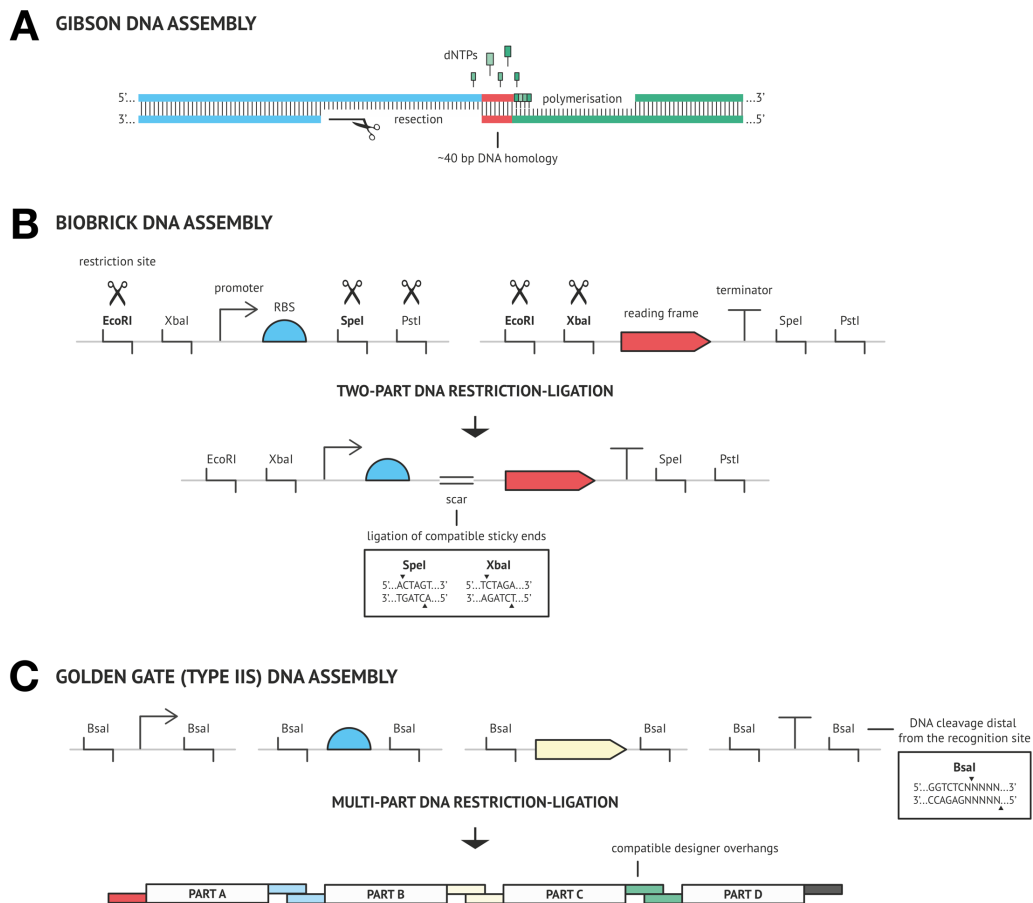 A GIBSON DNA ASSEMBLY
dNTPs
5'... polymerisation ...3'
3'... resection ...5'
~40 bp DNA homology
B BIOBRICK DNA ASSEMBLY
restriction site
promoter
terminator
RBS
reading frame
EcoRI XbaI SpeI PstI EcoRI XbaI SpeI PstI
TWO-PART DNA RESTRICTION-LIGATION
EcoRI XbaI SpeI PstI
scar
ligation of compatible sticky ends
SpeI XbaI
5'...ACTAGT...3' 5'...TCTAGA...3'
3'...TGATCA...5' 3'...AGATCT...5'
C GOLDEN GATE (TYPE IIS) DNA ASSEMBLY
BsaI BsaI BsaI BsaI BsaI BsaI BsaI BsaI
DNA cleavage distal
from the recognition site
BsaI
5'...GGTCTCNNNNN...3'
3'...CCAGAGNNNNN...5'
MULTI-PART DNA RESTRICTION-LIGATION
compatible designer overhangs
PART A PART B PART C PART D